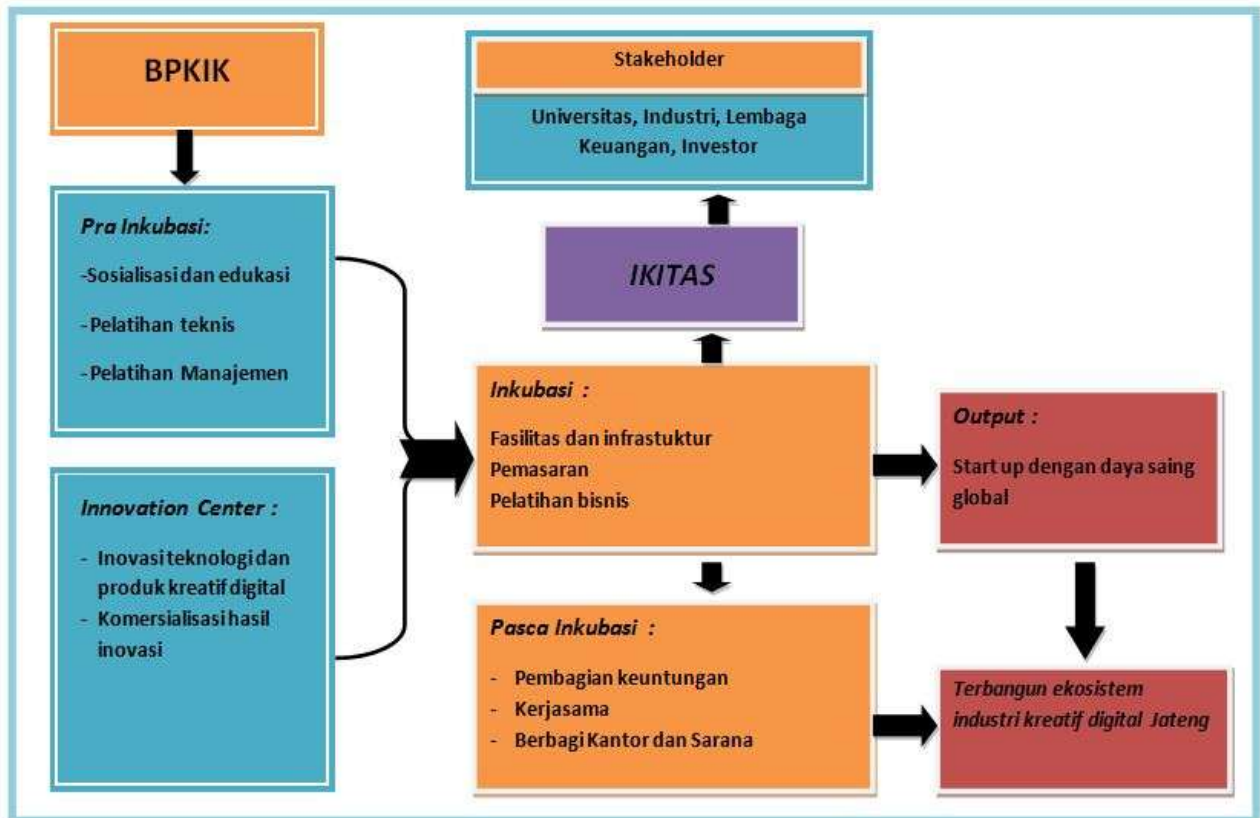 BPKIK
Pra Inkubasi:
-Sosialisasi dan edukasi
-Pelatihan teknis
-Pelatihan Manajemen
Innovation Center :
- Inovasi teknologi dan
produk kreatif digital
- Komersialisasi hasil
inovasi
Stakeholder
Universitas, Industri, Lembaga
Keuangan, Investor
IKITAS
Inkubasi :
Fasilitas dan infrastuktur
Pemasaran
Pelatihan bisnis
Pasca Inkubasi :
- Pembagian keuntungan
- Kerjasama
- Berbagi Kantor dan Sarana
Output :
Start up dengan daya saing
global
Terbangun ekosistem
industri kreatif digital Jateng